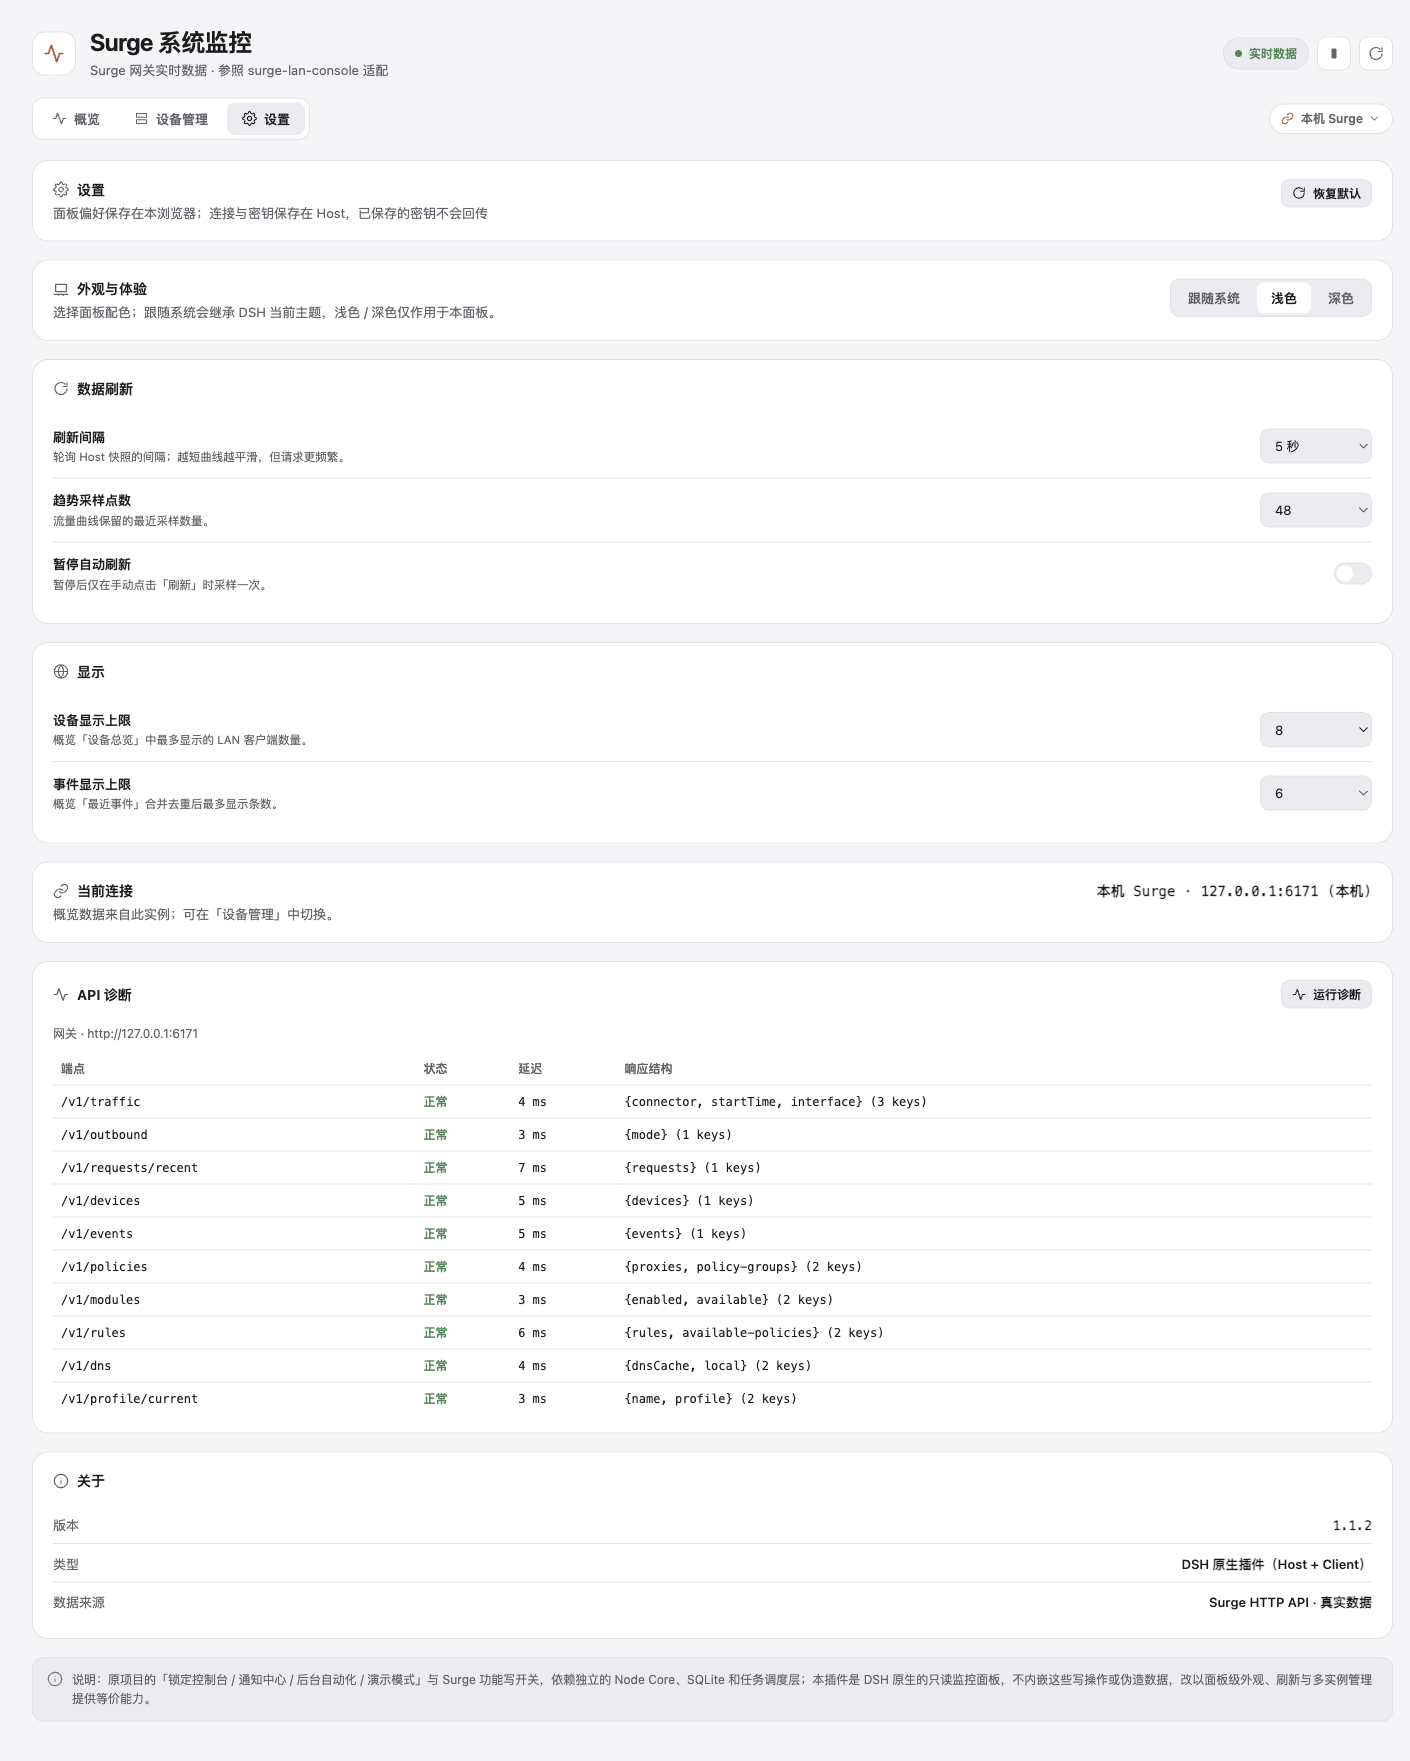 Surge 系统监控
Surge 网关实时数据 · 参照 surge-lan-console 适配
实时数据
概览
设备管理
设置
本机 Surge
设置
面板偏好保存在本浏览器；连接与密钥保存在 Host，已保存的密钥不会回传
恢复默认
外观与体验
选择面板配色；跟随系统会继承 DSH 当前主题，浅色 / 深色仅作用于本面板。
跟随系统
浅色
深色
数据刷新
刷新间隔
轮询 Host 快照的间隔；越短曲线越平滑，但请求更频繁。
5 秒
趋势采样点数
流量曲线保留的最近采样数量。
48
暂停自动刷新
暂停后仅在手动点击「刷新」时采样一次。
显示
设备显示上限
概览「设备总览」中最多显示的 LAN 客户端数量。
8
事件显示上限
概览「最近事件」合并去重后最多显示条数。
6
当前连接
概览数据来自此实例；可在「设备管理」中切换。
本机 Surge · 127.0.0.1:6171 (本机)
API 诊断
运行诊断
网关 · http://127.0.0.1:6171
端点 状态 延迟 响应结构
/v1/traffic 正常 4 ms {connector, startTime, interface} (3 keys)
/v1/outbound 正常 3 ms {mode} (1 keys)
/v1/requests/recent 正常 7 ms {requests} (1 keys)
/v1/devices 正常 5 ms {devices} (1 keys)
/v1/events 正常 5 ms {events} (1 keys)
/v1/policies 正常 4 ms {proxies, policy-groups} (2 keys)
/v1/modules 正常 3 ms {enabled, available} (2 keys)
/v1/rules 正常 6 ms {rules, available-policies} (2 keys)
/v1/dns 正常 4 ms {dnsCache, local} (2 keys)
/v1/profile/current 正常 3 ms {name, profile} (2 keys)
关于
版本 1.1.2
类型 DSH 原生插件（Host + Client）
数据来源 Surge HTTP API · 真实数据
说明：原项目的「锁定控制台 / 通知中心 / 后台自动化 / 演示模式」与 Surge 功能写开关，依赖独立的 Node Core、SQLite 和任务调度层；本插件是 DSH 原生的只读监控面板，不内嵌这些写操作或伪造数据，改以面板级外观、刷新与多实例管理
提供等价能力。